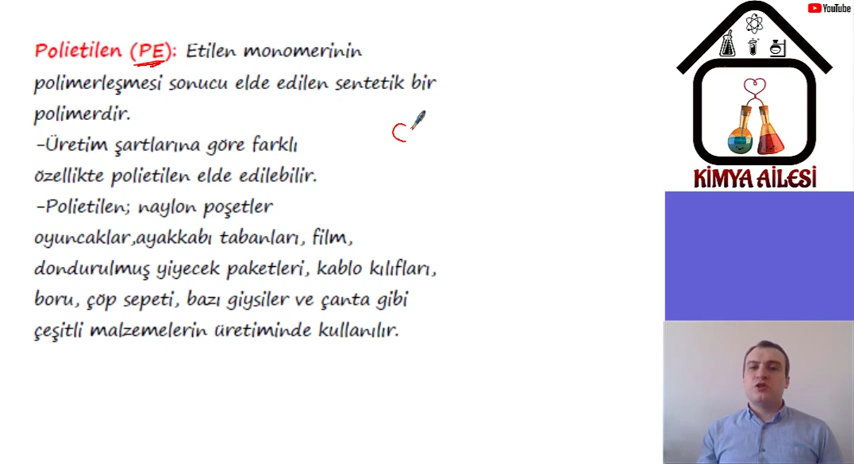 Polietilen (PE): Etilen monomerinin
polimerleşmesi sonucu elde edilen sentetik bir
polimerdir.
-Üretim şartlarına göre farklı
özellikte polietilen elde edilebilir.
-Polietilen; naylon poşetler
oyuncaklar,ayakkabı tabanları, film,
dondurulmuş yiyecek paketleri, kablo kılıfları,
boru, çöp sepeti, bazı giysiler ve çanta gibi
çeşitli malzemelerin üretiminde kullanılır.
C
YouTube
KİMYA AİLESİ